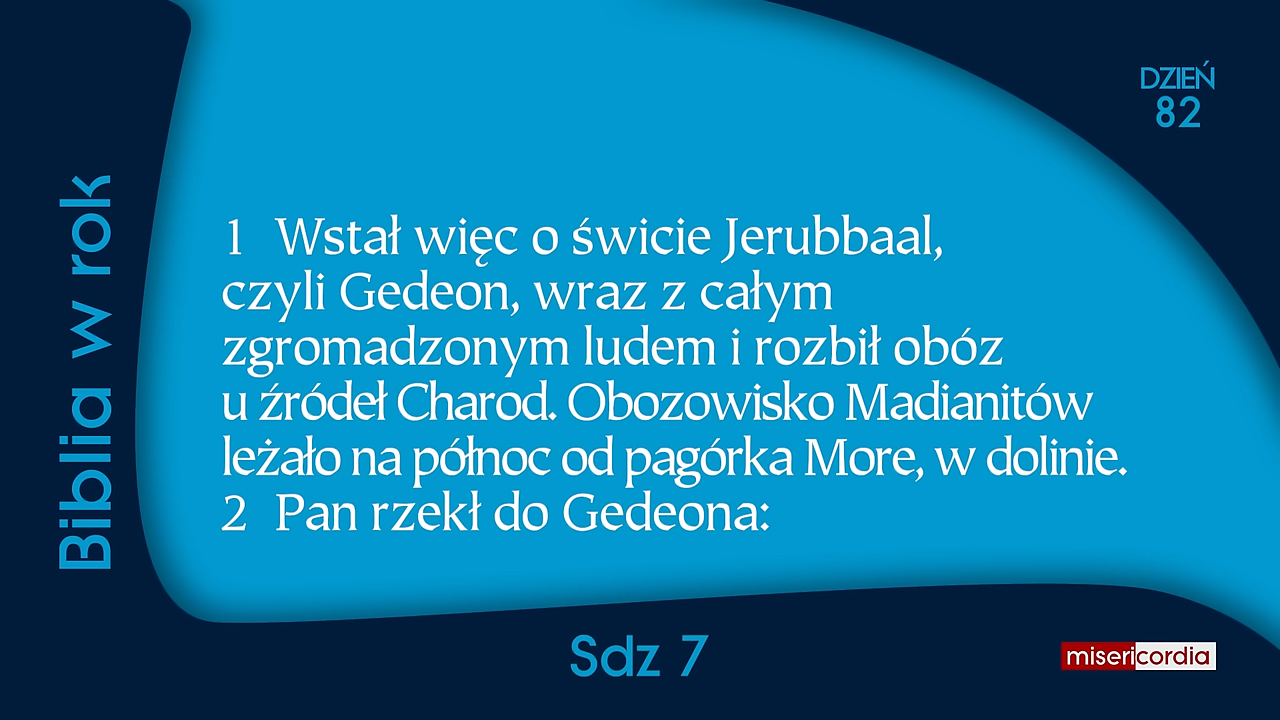 DZIEŃ
82
Biblia w rok
1 Wstał więc o świcie Jerubbaal,
czyli Gedeon, wraz z całym
zgromadzonym ludem i rozbił obóz
u źródeł Charod. Obozowisko Madianitów
leżało na północ od pagórka More, w dolinie.
2 Pan rzekł do Gedeona:
Sdz 7
misericordia